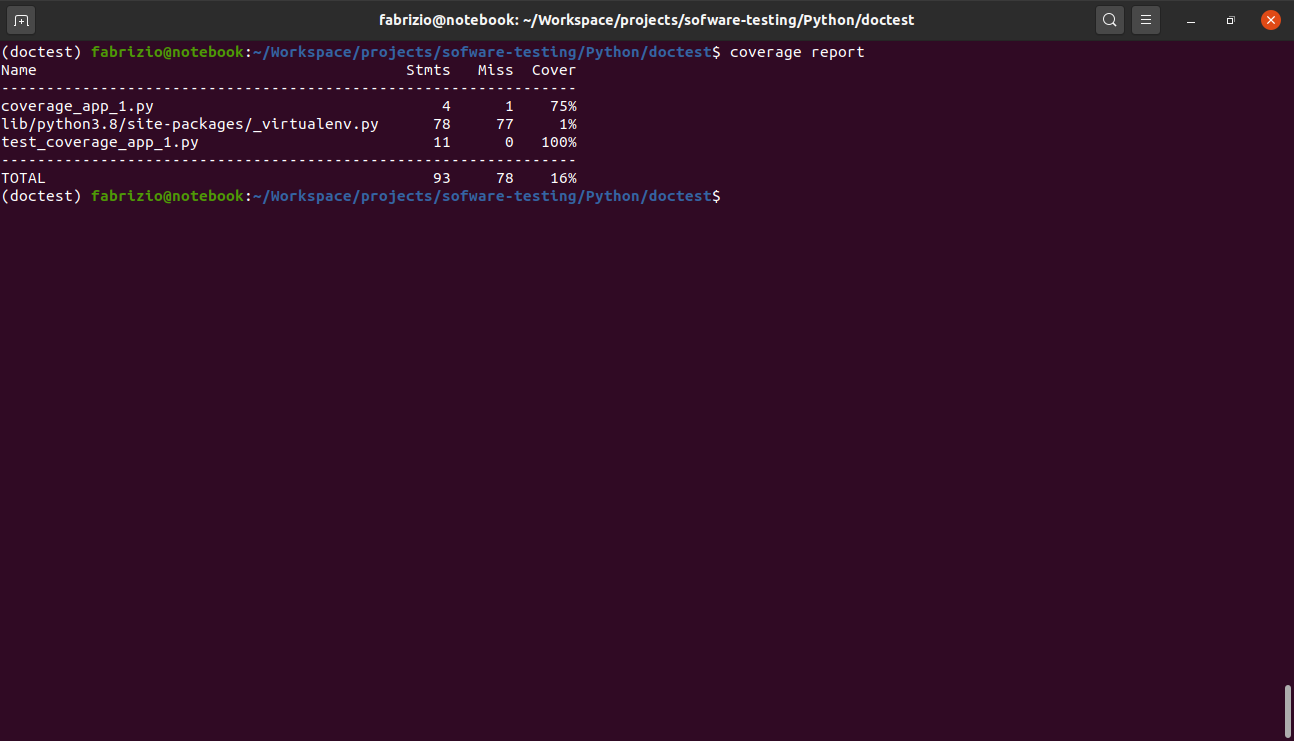 fabrizio@notebook: ~/Workspace/projects/sofware-testing/Python/doctest
(doctest) fabrizio@notebook:~/Workspace/projects/sofware-testing/Python/doctest$ coverage report
Name                                         Stmts   Miss  Cover
----------------------------------------------------------------
coverage_app_1.py                                4      1    75%
lib/python3.8/site-packages/_virtualenv.py      78     77     1%
test_coverage_app_1.py                          11      0   100%
----------------------------------------------------------------
TOTAL                                           93     78    16%
(doctest) fabrizio@notebook:~/Workspace/projects/sofware-testing/Python/doctest$